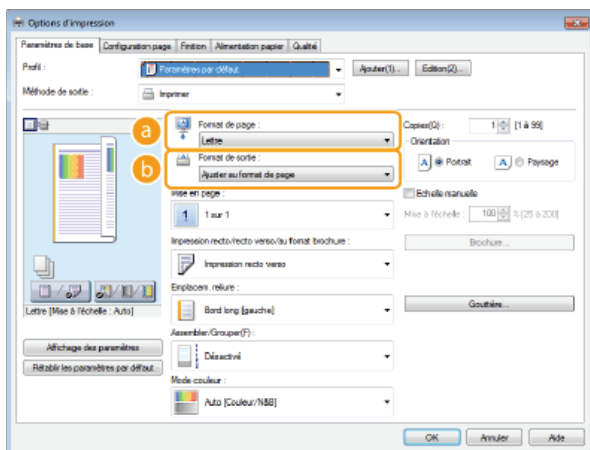 Options d'impression
Paramètres de base Configuration page Finition Alimentation papier Qualité
Profil : Paramètres par défaut Ajouter(1)... Edition(2)...
Méthode de sortie : Imprimer
a Format de page :
Lettre
b Format de sortie :
Ajuster au format de page
Mise en page :
1 1 sur 1
Impression recto/recto verso/au format brochure :
Impression recto verso
Emplacem. reliure :
Bord long [gauche]
Assembler/Grouper(F) :
Désactivé
Mode couleur :
Auto [Couleur/N&B]
Copies(Q) : 1 [1 à 99]
Orientation
A Portrait A Paysage
Echelle manuelle
Mise à l'échelle : 100 % [25 à 200]
Brochure...
Gouttière...
Lettre [Mise à l'échelle : Auto]
Affichage des paramètres
Rétablir les paramètres par défaut
OK Annuler Aide